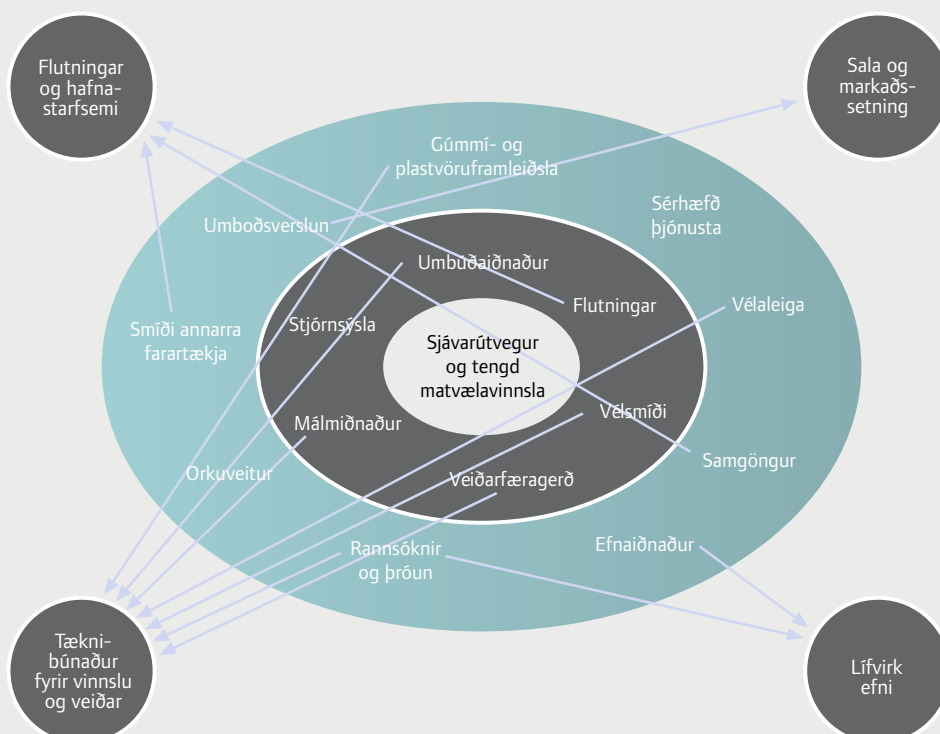 Flutningar
og hafna-
starfsemi
Sala og
markaðs-
setning
Gúmmí- og
plastvöruframleiðsla
Sérhæfð
þjónusta
Umboðsverslun
Umbúðaiðnaður
Flutningar
Vélaleiga
Stjórnsýsla
Smíði annarra
farartækja
Sjávarútvegur
og tengd
matvælavinnsla
Málmiðnaður
Vélsmíði
Samgöngur
Orkuveitur
Veiðarfæragerð
Rannsóknir
og þróun
Efnaiðnaður
Tækni-
búnaður
fyrir vinnslu
og veiðar
Lífvirk
efni